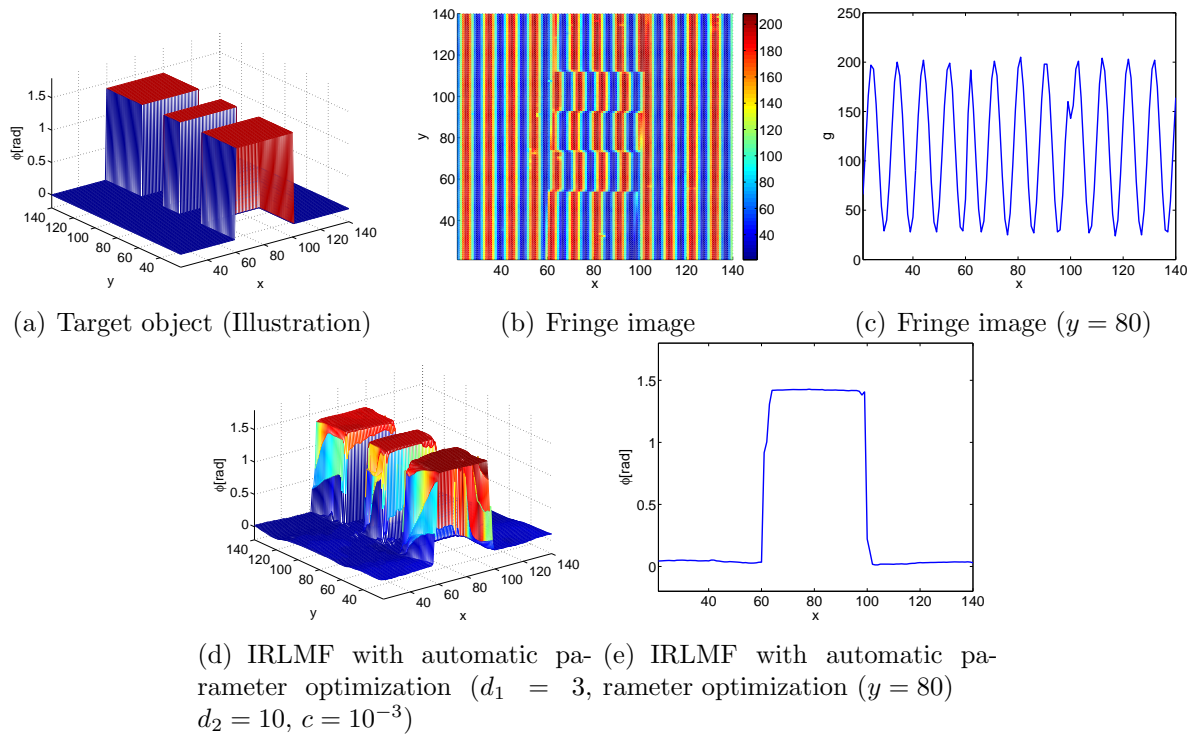 1.5
1
0.5
0
ϕ[rad]
140
120
100
80
60
40
y
40
60
80
100
120
140
x
(a) Target object (Illustration)
140
120
100
80
60
40
y
40 60 80 100 120 140
x
200
180
160
140
120
100
80
60
40
(b) Fringe image
250
200
150
100
50
0
g
40 60 80 100 120 140
x
(c) Fringe image (y = 80)
1.5
1
0.5
0
ϕ[rad]
140
120
100
80
60
40
y
40
60
80
100
120
140
x
(d) IRLMF with automatic pa-
rameter optimization (d₁ = 3,
d₂ = 10, c = 10⁻³)
1.5
1
0.5
0
ϕ[rad]
40 60 80 100 120 140
x
(e) IRLMF with automatic pa-
rameter optimization (y = 80)